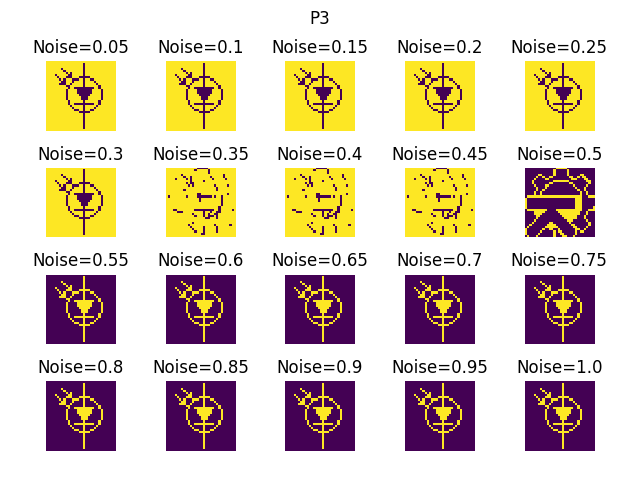 P3
Noise=0.05 Noise=0.1 Noise=0.15 Noise=0.2 Noise=0.25
Noise=0.3 Noise=0.35 Noise=0.4 Noise=0.45 Noise=0.5
Noise=0.55 Noise=0.6 Noise=0.65 Noise=0.7 Noise=0.75
Noise=0.8 Noise=0.85 Noise=0.9 Noise=0.95 Noise=1.0